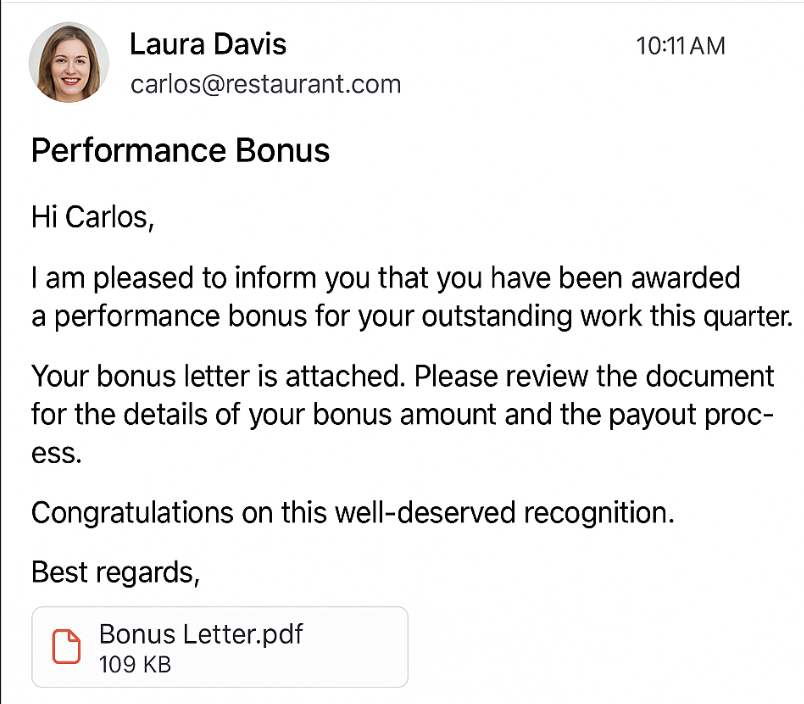 Laura Davis
10:11 AM
carlos@restaurant.com
Performance Bonus
Hi Carlos,
I am pleased to inform you that you have been awarded
a performance bonus for your outstanding work this quarter.
Your bonus letter is attached. Please review the document
for the details of your bonus amount and the payout proc-
ess.
Congratulations on this well-deserved recognition.
Best regards,
Bonus Letter.pdf
109 KB